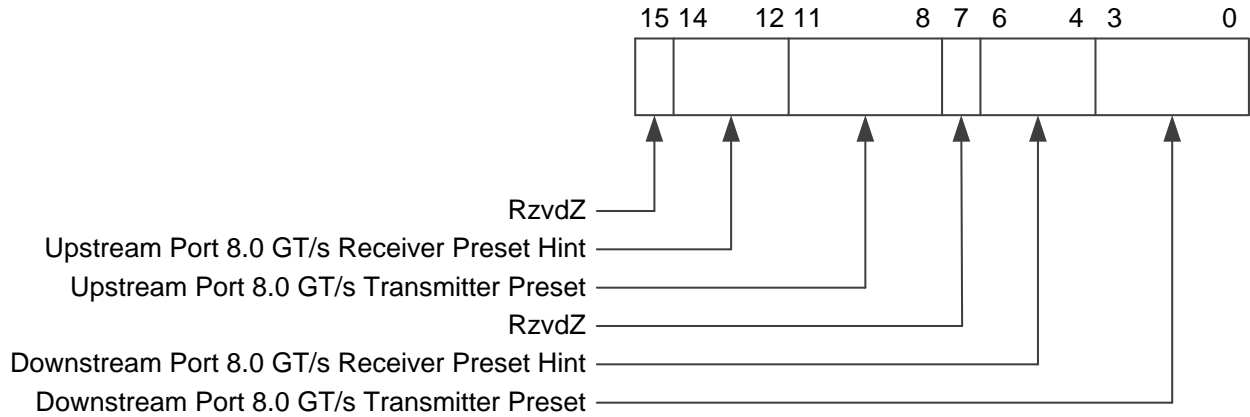 15 14 12 11 8 7 6 4 3 0
RzvdZ
Upstream Port 8.0 GT/s Receiver Preset Hint
Upstream Port 8.0 GT/s Transmitter Preset
RzvdZ
Downstream Port 8.0 GT/s Receiver Preset Hint
Downstream Port 8.0 GT/s Transmitter Preset